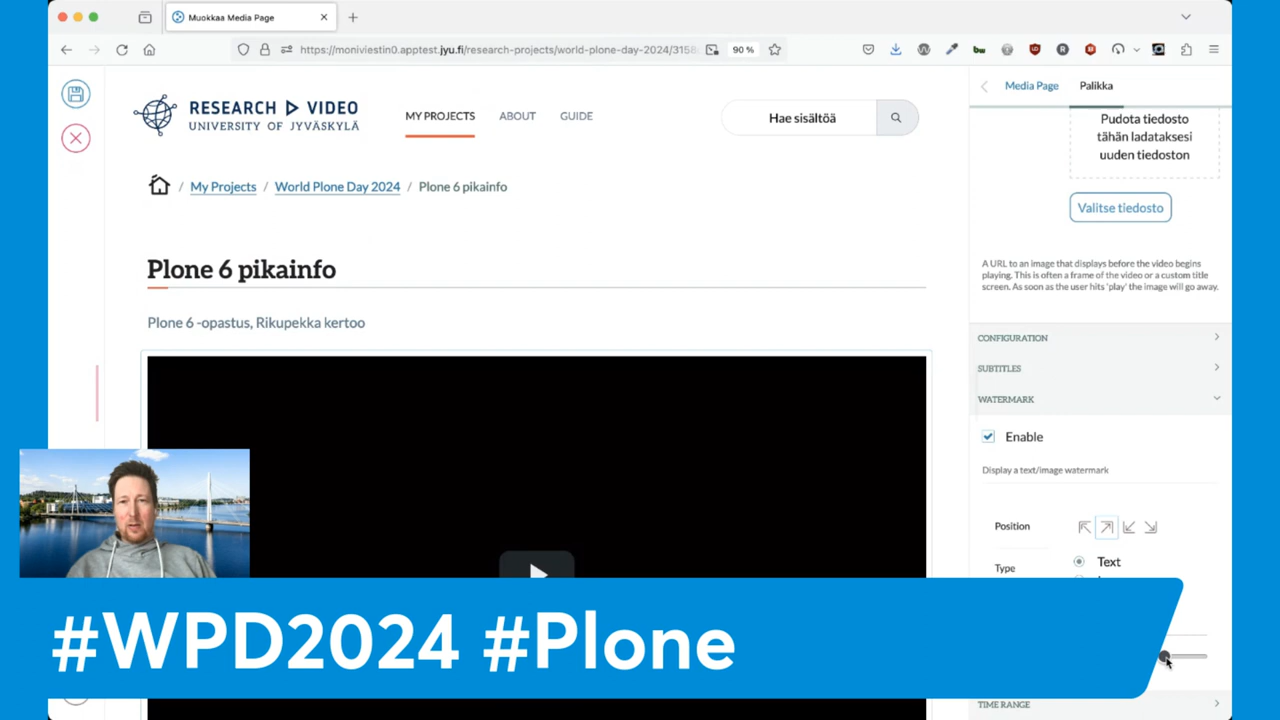 Muokkaa Media Page
https://moniviestin0.apptest.jyu.fi/research-projects/world-plone-day-2024/3158
90 %
RESEARCH VIDEO
UNIVERSITY OF JYVÄSKYLÄ
MY PROJECTS
ABOUT
GUIDE
Hae sisältöä
/ My Projects / World Plone Day 2024 / Plone 6 pikainfo
Plone 6 pikainfo
Plone 6 -opastus, Rikupekka kertoo
Media Page
Palikka
Pudota tiedosto
tähän ladataksesi
uuden tiedoston
Valitse tiedosto
A URL to an image that displays before the video begins
playing. This is often a frame of the video or a custom title
screen. As soon as the user hits 'play' the image will go away.
CONFIGURATION
SUBTITLES
WATERMARK
Enable
Display a text/image watermark
Position
Type
Text
TIME RANGE
#WPD2024 #Plone